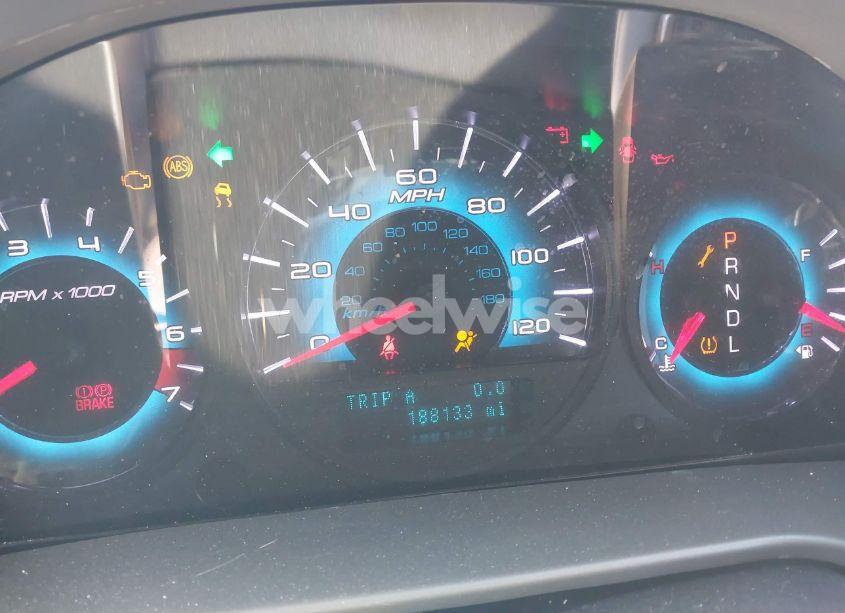 ABS
3 4 5 6 7
RPM x 1000
BRAKE
0 20 40 60 80 100 120
MPH
20 40 60 80 100 120 140 160 180
km/h
wheelwise
TRIP A 0.0
188133 mi
H
C
P
R
N
D
L
F
E